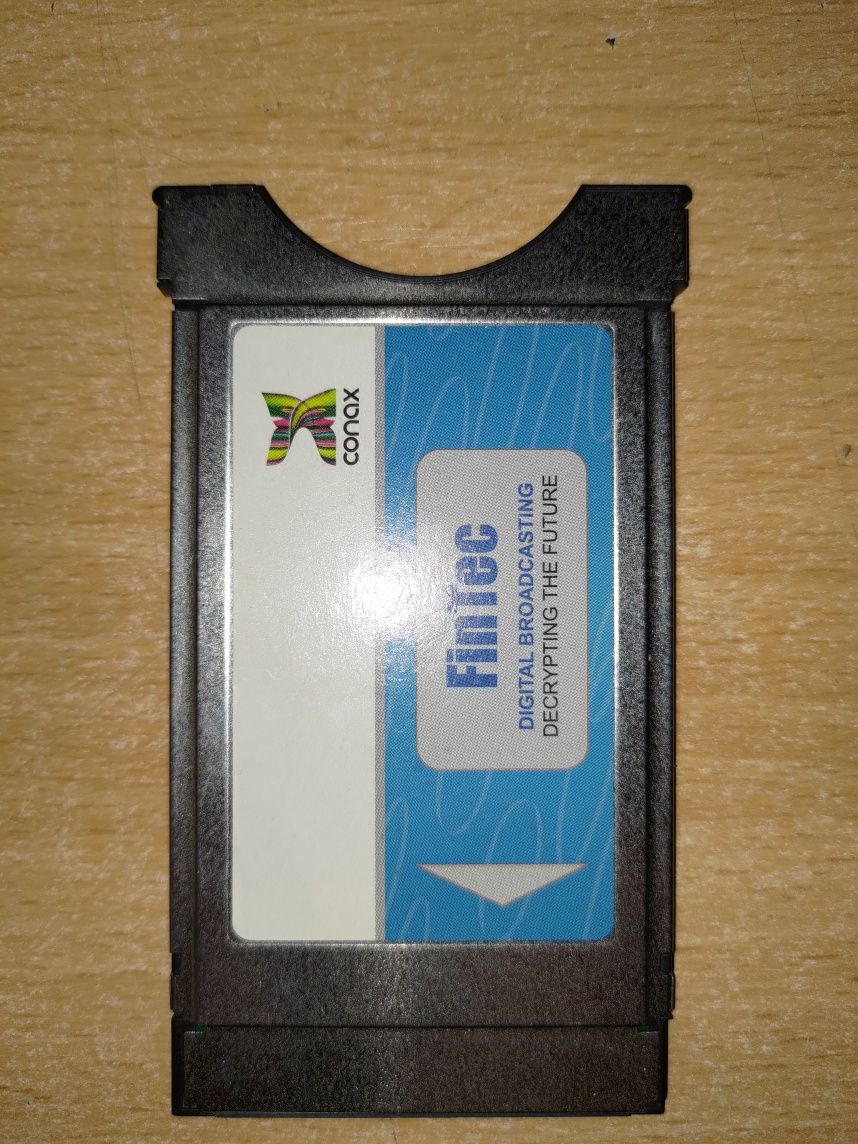 conax
FinTec
DIGITAL BROADCASTING
DECRYPTING THE FUTURE